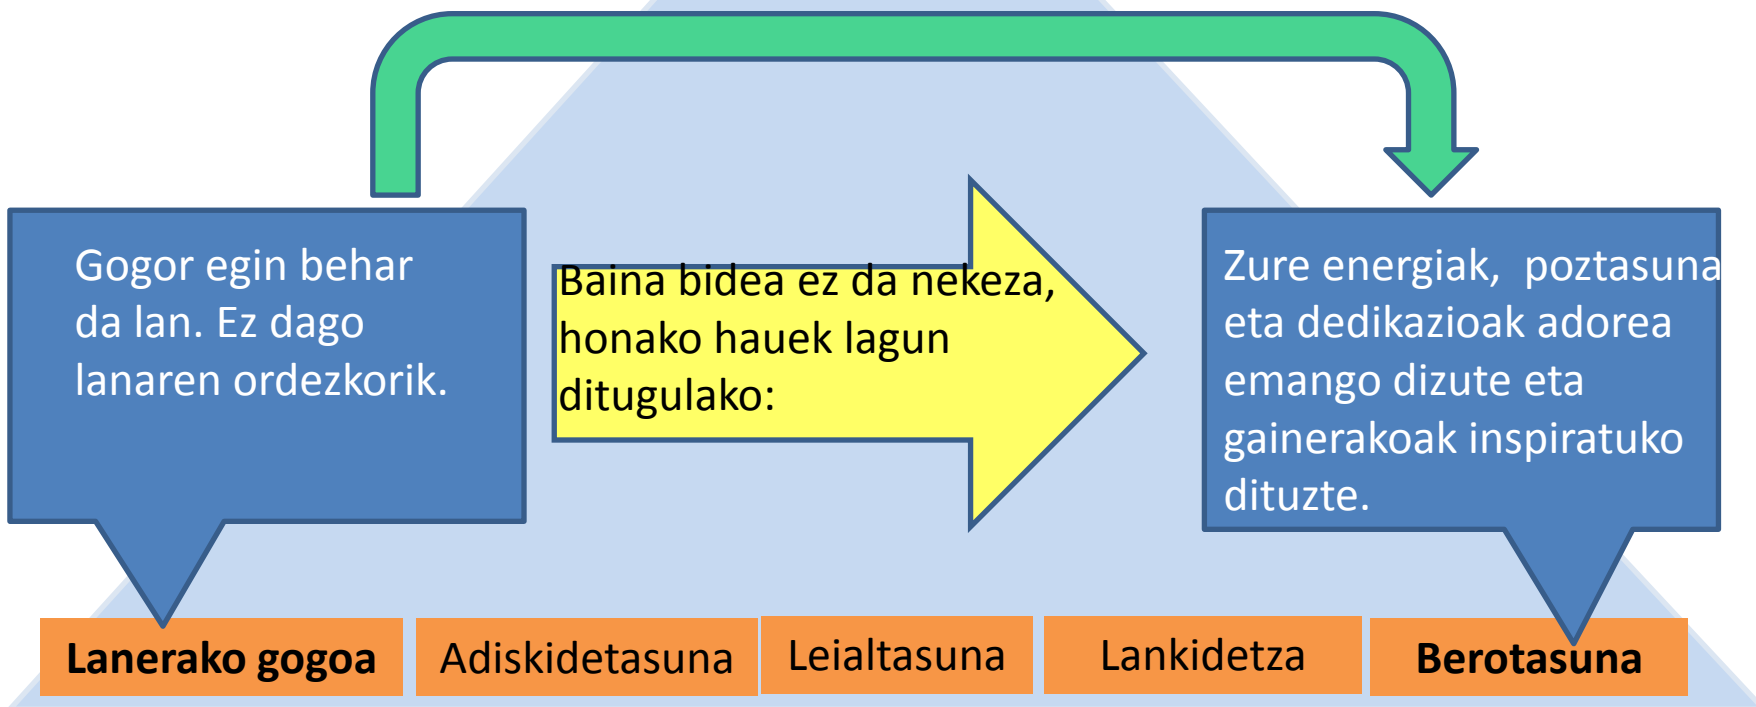 Gogor egin behar
da lan. Ez dago
lanaren ordezkorik.
Baina bidea ez da nekeza,
honako hauek lagun
ditugulako:
Zure energiak, poztasuna
eta dedikazioak adorea
emango dizute eta
gainerakoak inspiratuko
dituzte.
Lanerako gogoa
Adiskidetasuna
Leialtasuna
Lankidetza
Berotasuna